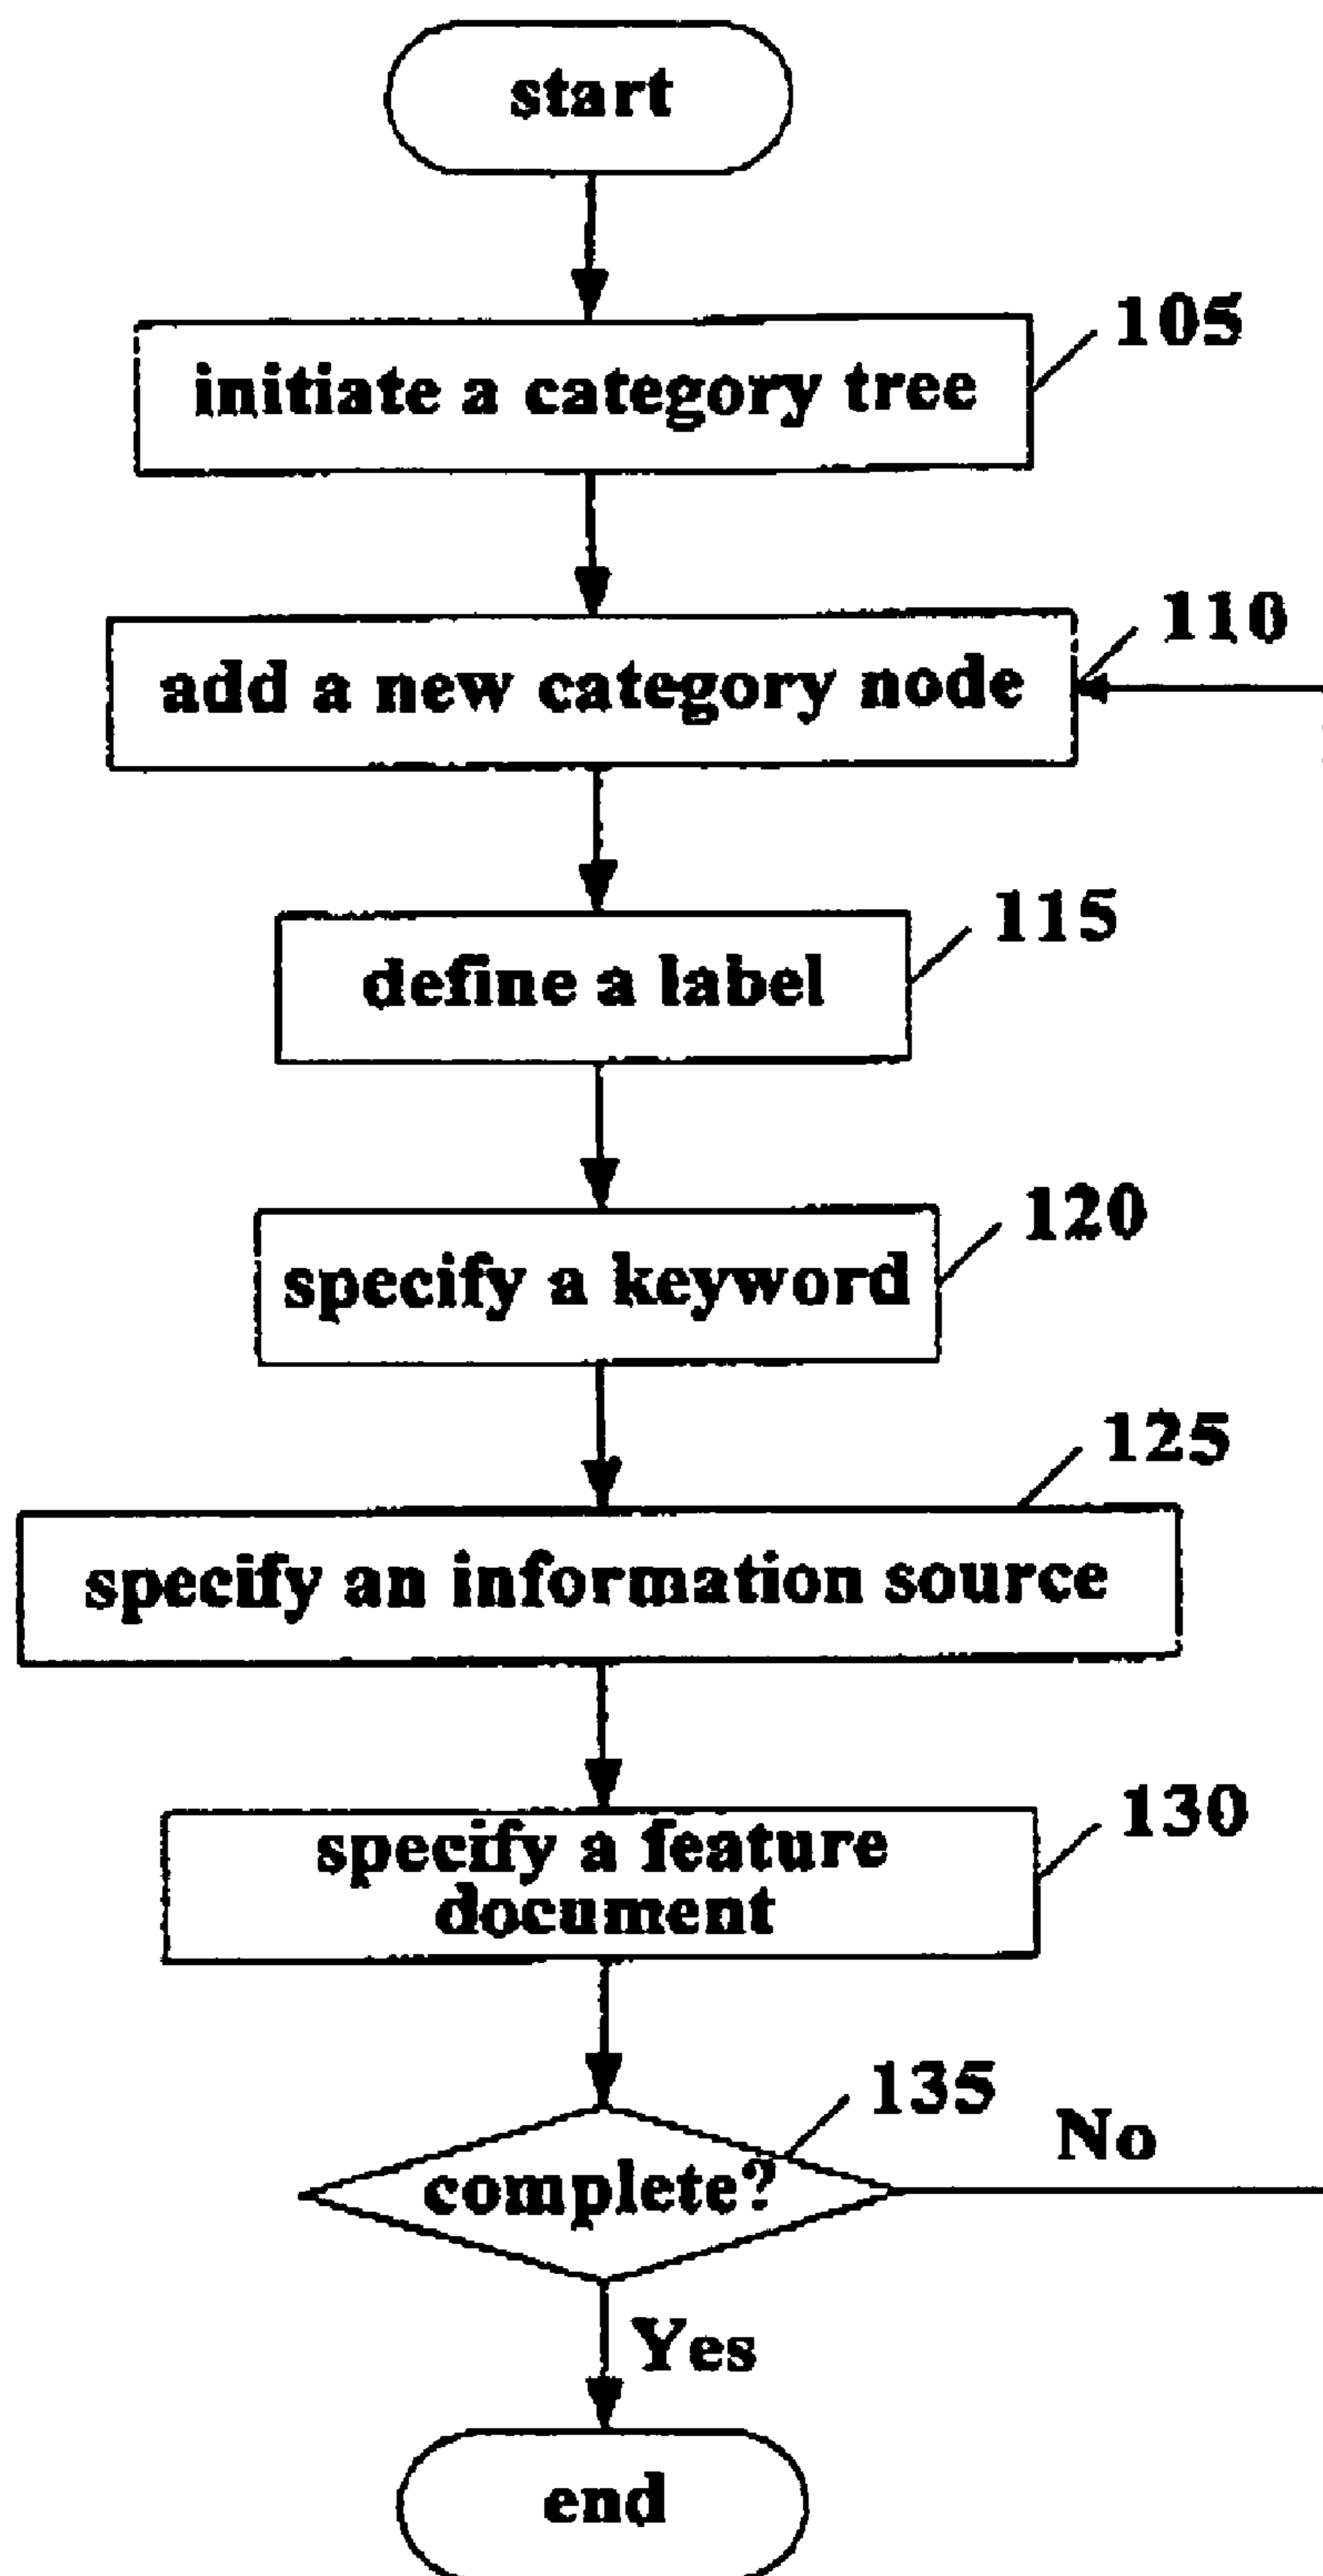 start
105
initiate a category tree
110
add a new category node
115
define a label
120
specify a keyword
125
specify an information source
130
specify a feature
document
135
No
complete?
Yes
end